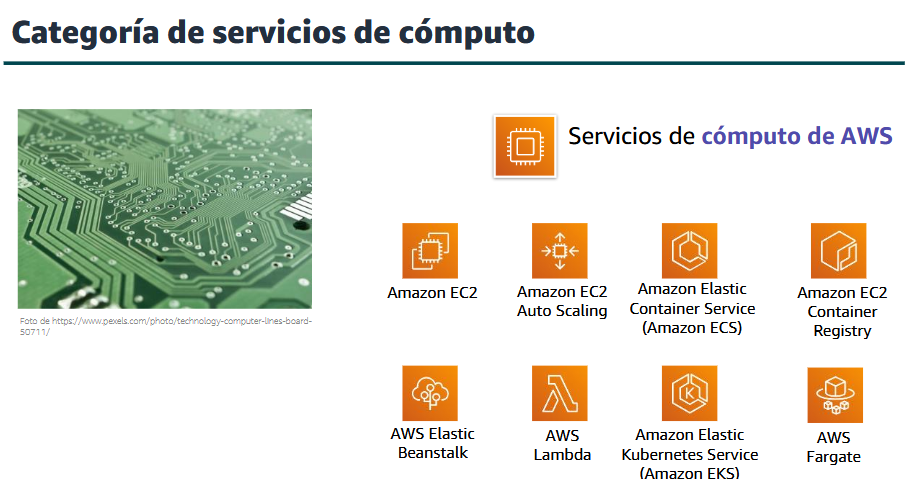 Categoría de servicios de cómputo
Servicios de cómputo de AWS
Foto de https://www.pexels.com/photo/technology-computer-lines-board-
50711/
Amazon EC2
Amazon EC2
Auto Scaling
Amazon Elastic
Container Service
(Amazon ECS)
Amazon EC2
Container
Registry
AWS Elastic
Beanstalk
AWS
Lambda
Amazon Elastic
Kubernetes Service
(Amazon EKS)
K
AWS
Fargate